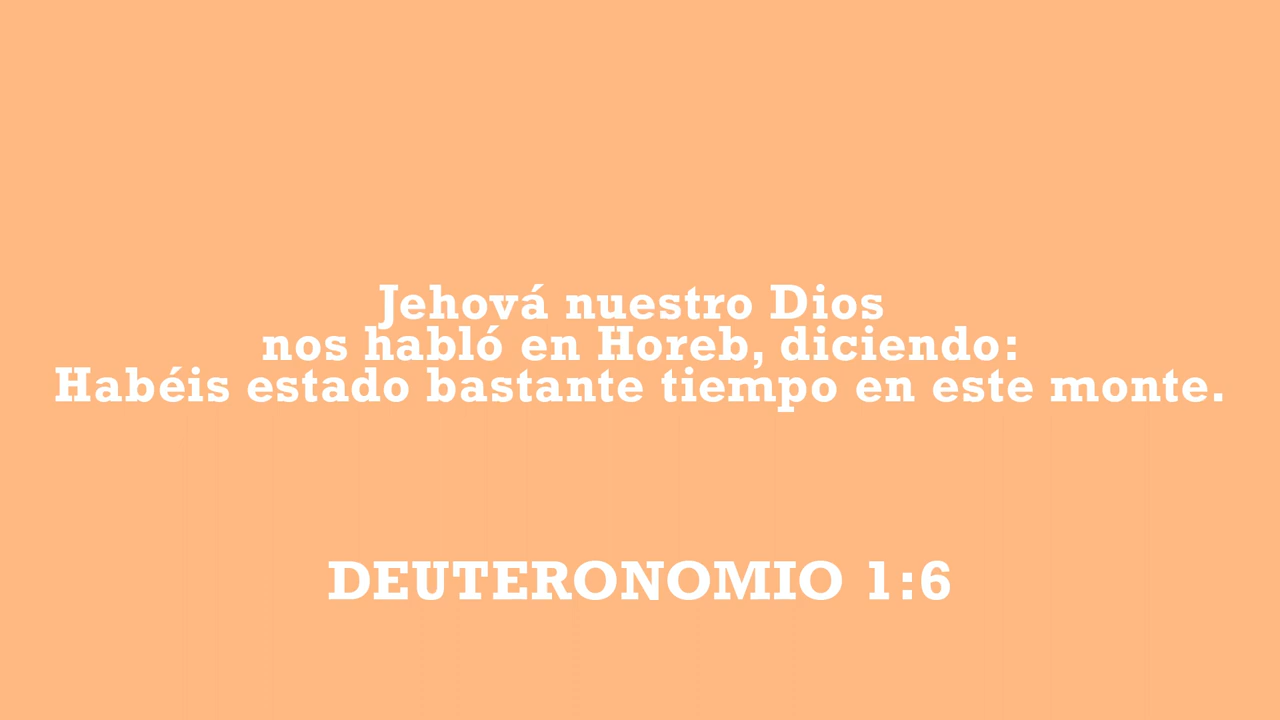 Jehová nuestro Dios
nos habló en Horeb, diciendo:
Habéis estado bastante tiempo en este monte.
DEUTERONOMIO 1:6